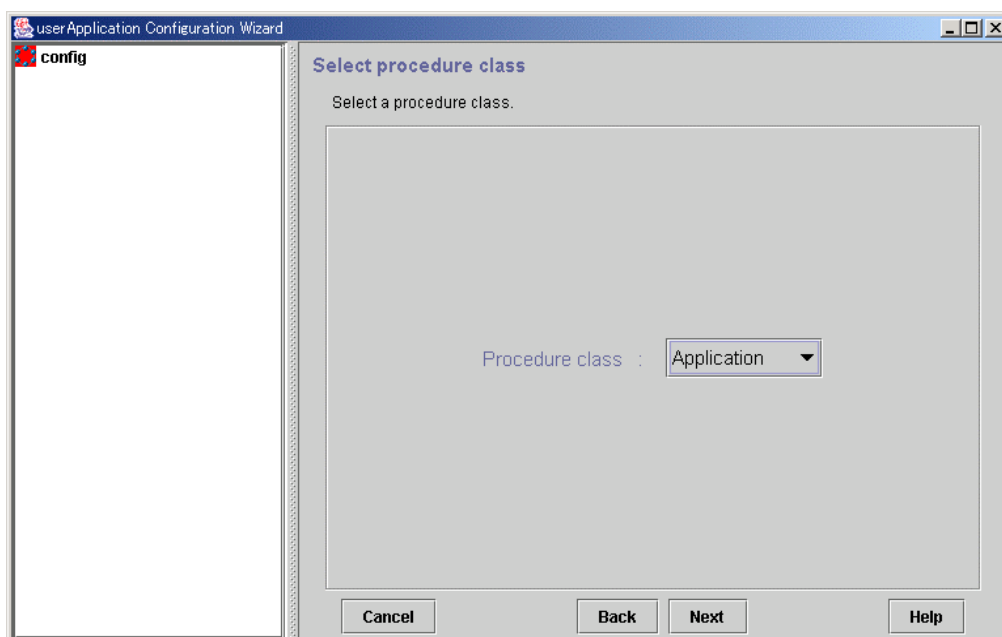 userApplication Configuration Wizard
config
Select procedure class
Select a procedure class.
Procedure class : Application
Cancel Back Next Help